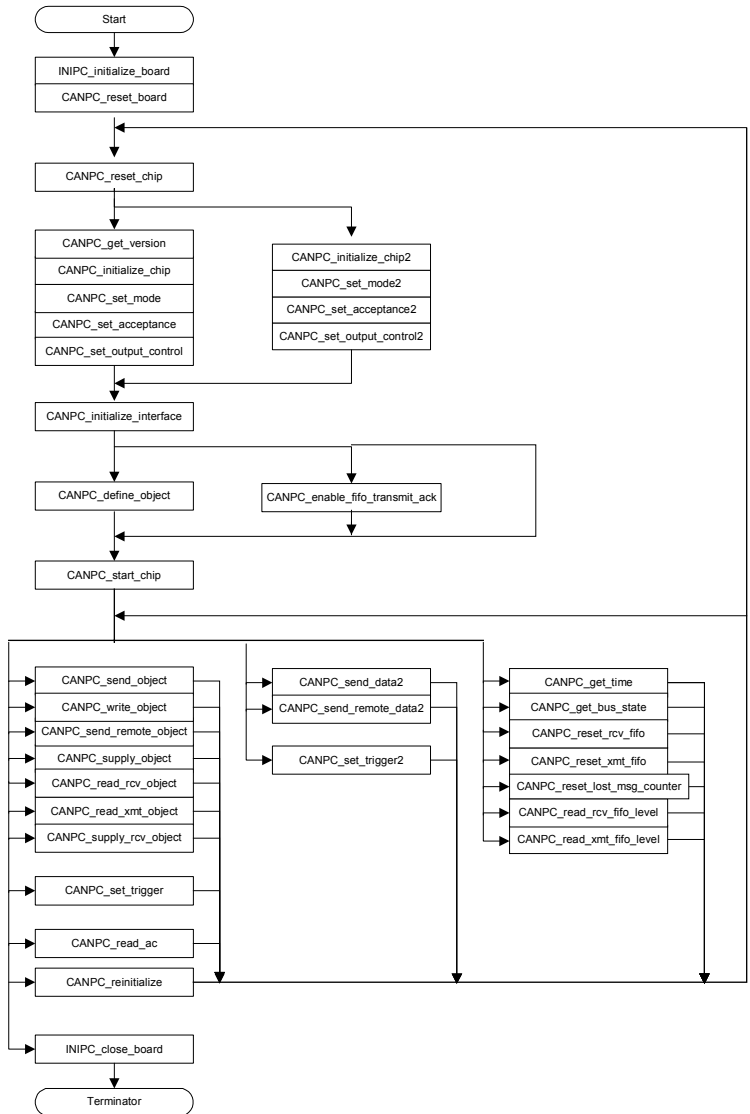 Start
INIPC_initialize_board
CANPC_reset_board
CANPC_reset_chip
CANPC_get_version
CANPC_initialize_chip
CANPC_set_mode
CANPC_set_acceptance
CANPC_set_output_control
CANPC_initialize_chip2
CANPC_set_mode2
CANPC_set_acceptance2
CANPC_set_output_control2
CANPC_initialize_interface
CANPC_define_object
CANPC_enable_fifo_transmit_ack
CANPC_start_chip
CANPC_send_object
CANPC_write_object
CANPC_send_remote_object
CANPC_supply_object
CANPC_read_rcv_object
CANPC_read_xmt_object
CANPC_supply_rcv_object
CANPC_set_trigger
CANPC_read_ac
CANPC_reinitialize
CANPC_send_data2
CANPC_send_remote_data2
CANPC_set_trigger2
CANPC_get_time
CANPC_get_bus_state
CANPC_reset_rcv_fifo
CANPC_reset_xmt_fifo
CANPC_reset_lost_msg_counter
CANPC_read_rcv_fifo_level
CANPC_read_xmt_fifo_level
INIPC_close_board
Terminator